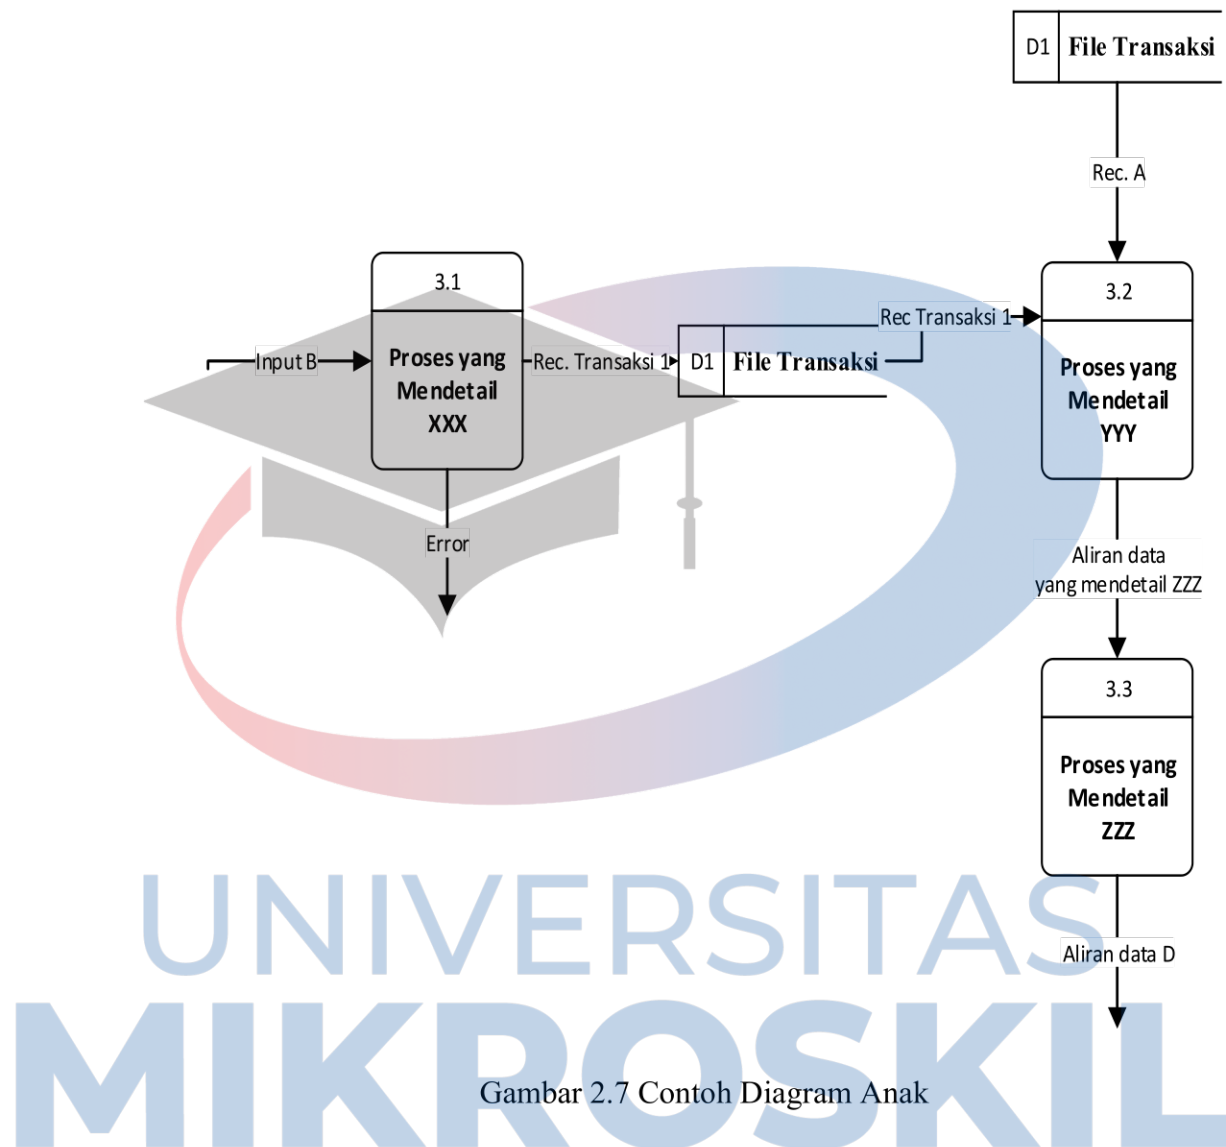 D1 File Transaksi
Rec. A
3.1
Proses yang
Mendetail
XXX
Input B
Rec. Transaksi 1
D1 File Transaksi
Rec Transaksi 1
3.2
Proses yang
Mendetail
YYY
Error
Aliran data
yang mendetail ZZZ
3.3
Proses yang
Mendetail
ZZZ
Aliran data D
UNIVERSITAS
MIKROSKIL
Gambar 2.7 Contoh Diagram Anak